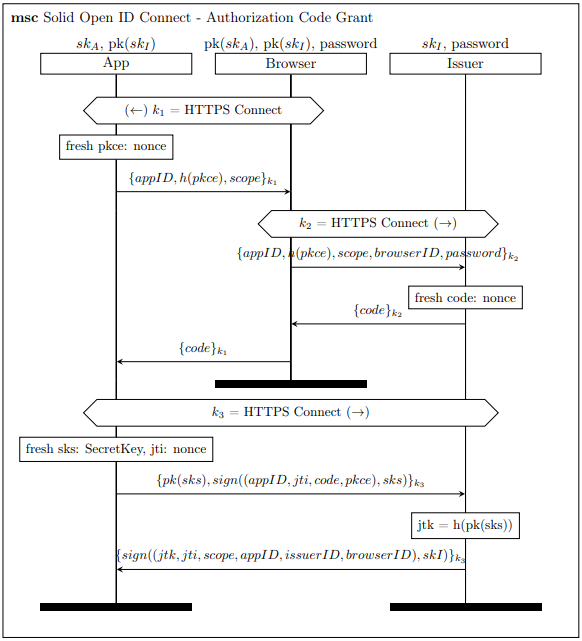 msc Solid Open ID Connect - Authorization Code Grant
sk_A, pk(sk_I) pk(sk_A), pk(sk_I), password sk_I, password
App Browser Issuer
(←) k_1 = HTTPS Connect
fresh pkce: nonce
{appID, h(pkce), scope}_{k_1}
k_2 = HTTPS Connect (→)
{appID, h(pkce), scope, browserID, password}_{k_2}
fresh code: nonce
{code}_{k_2}
{code}_{k_1}
k_3 = HTTPS Connect (→)
fresh sks: SecretKey, jti: nonce
{pk(sks), sign((appID, jti, code, pkce), sks)}_{k_3}
jtk = h(pk(sks))
{sign((jtk, jti, scope, appID, issuerID, browserID), skI)}_{k_3}